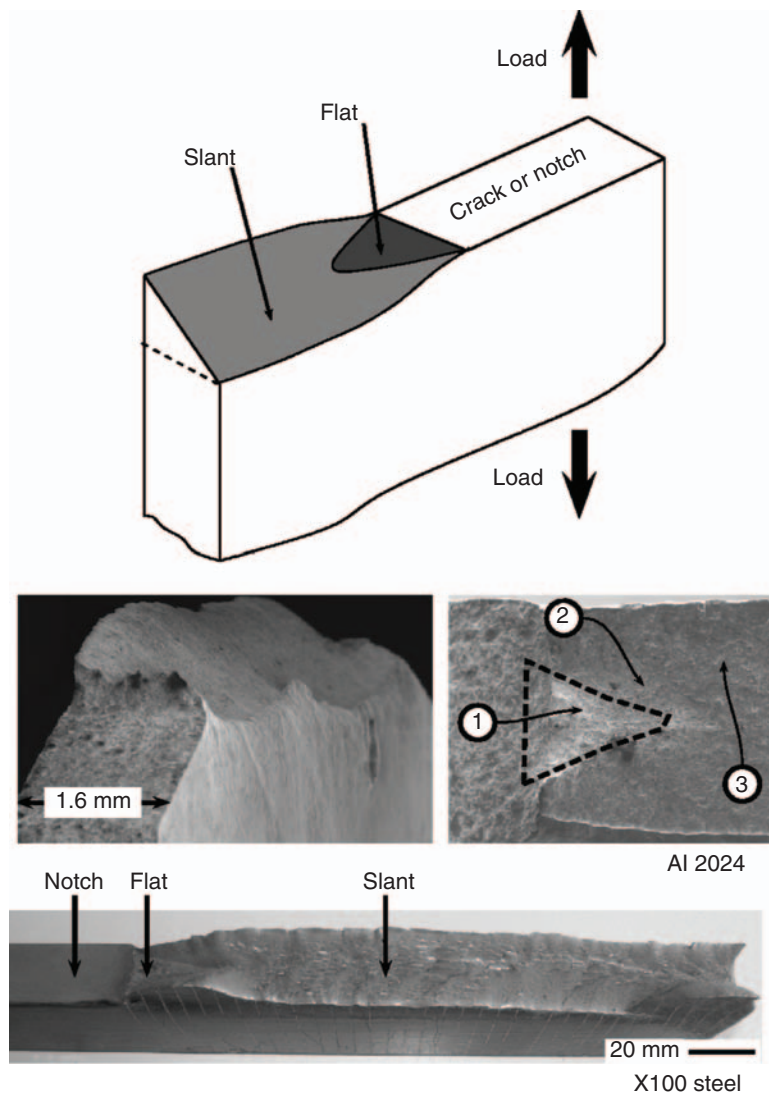 Load
Flat
Slant
Crack or notch
Load
1.6 mm
1
2
3
Al 2024
Notch Flat Slant
20 mm
X100 steel